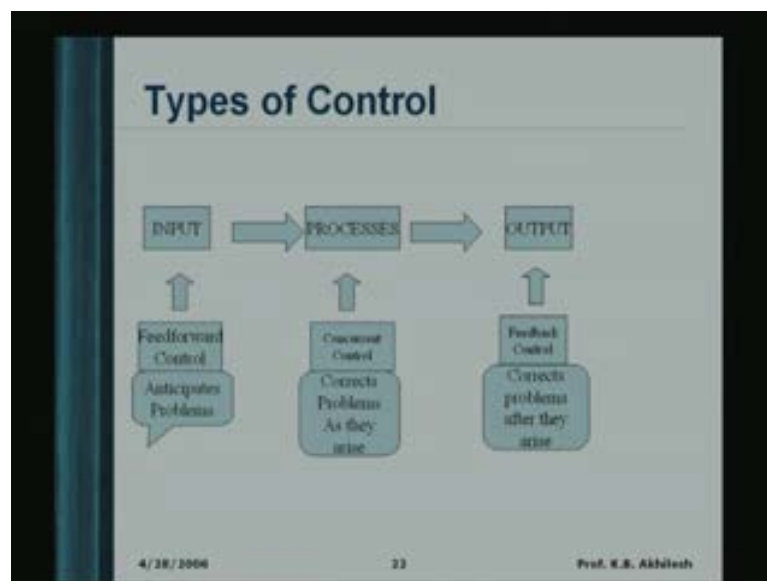 Types of Control
INPUT
PROCESSES
OUTPUT
Feedforward
Control
Anticipates
Problems
Concurrent
Control
Corrects
Problems
As they
arise
Feedback
Control
Corrects
problems
after they
arise
4/28/2006
22
Prof. K.B. Akhilesh